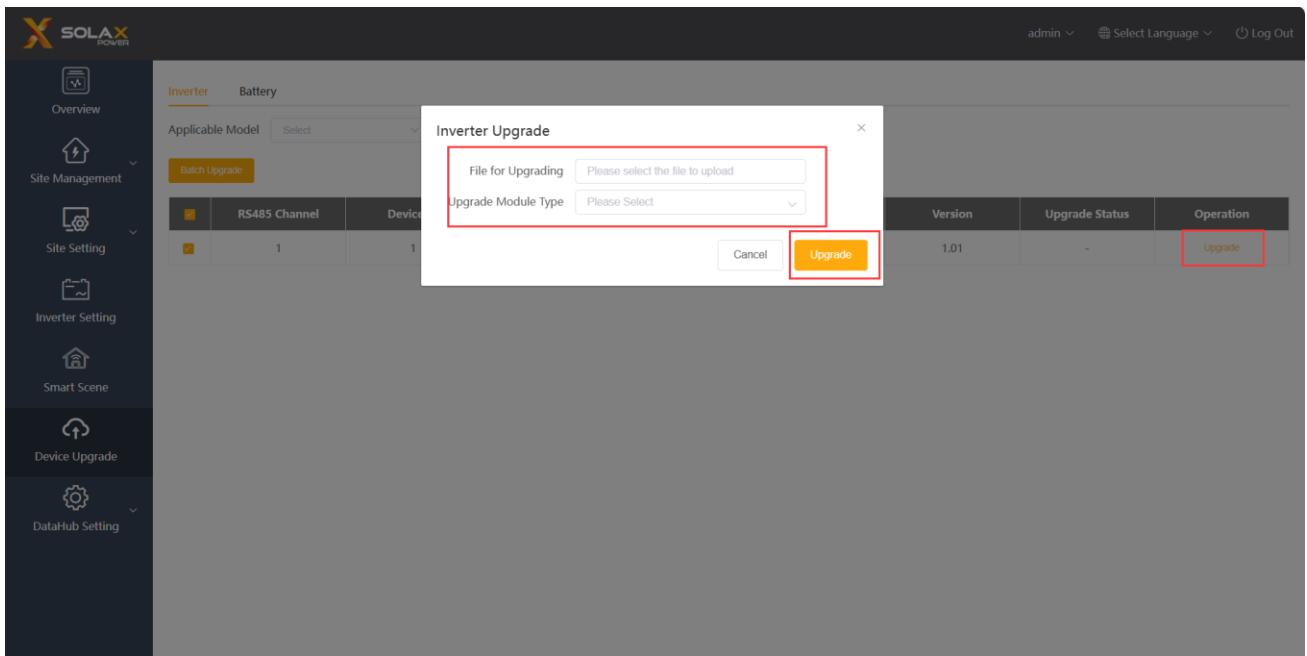 SOLAX
POWER
admin Select Language Log Out
Overview
Site Management
Site Setting
Inverter Setting
Smart Scene
Device Upgrade
DataHub Setting
Inverter Battery
Applicable Model Select
Batch Upgrade
RS485 Channel Device Version Upgrade Status Operation
1 1 1.01 - Upgrade
Inverter Upgrade
File for Upgrading Please select the file to upload
Upgrade Module Type Please Select
Cancel Upgrade